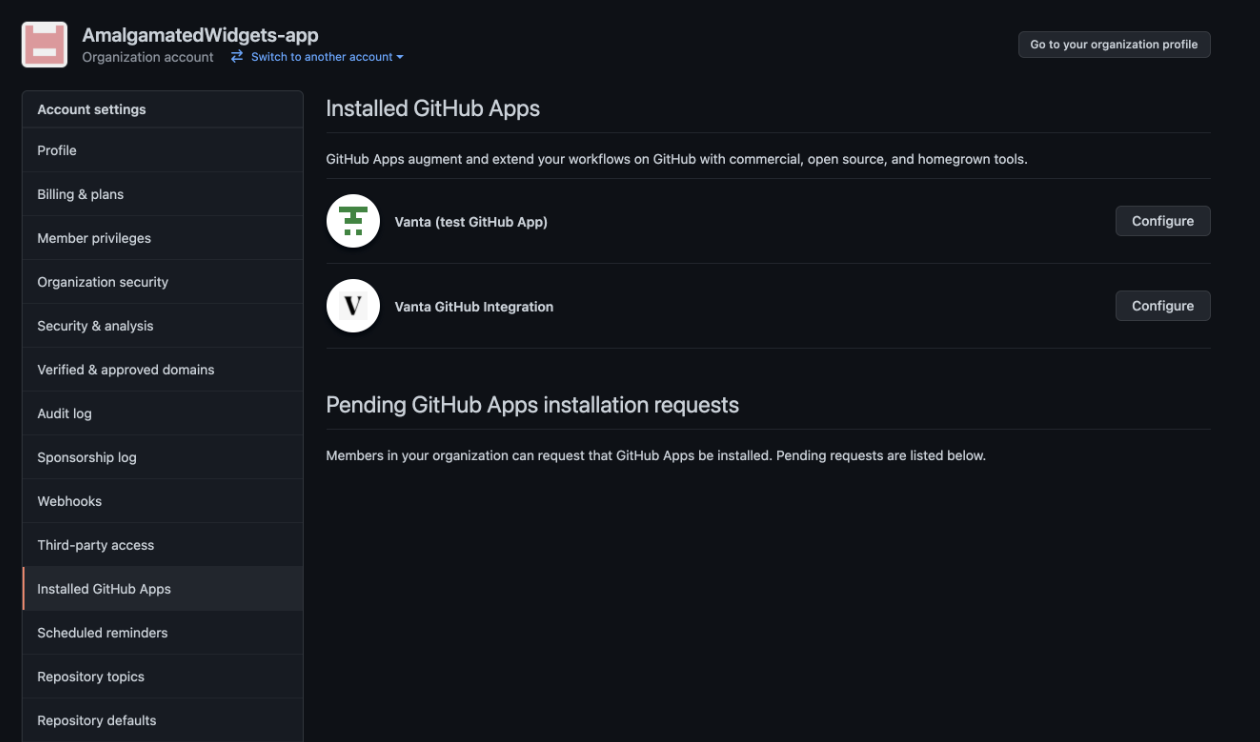 AmalgamatedWidgets-app
Organization account
Switch to another account
Go to your organization profile
Account settings
Profile
Billing & plans
Member privileges
Organization security
Security & analysis
Verified & approved domains
Audit log
Sponsorship log
Webhooks
Third-party access
Installed GitHub Apps
Scheduled reminders
Repository topics
Repository defaults
Installed GitHub Apps
GitHub Apps augment and extend your workflows on GitHub with commercial, open source, and homegrown tools.
Vanta (test GitHub App)
Configure
V
Vanta GitHub Integration
Configure
Pending GitHub Apps installation requests
Members in your organization can request that GitHub Apps be installed. Pending requests are listed below.